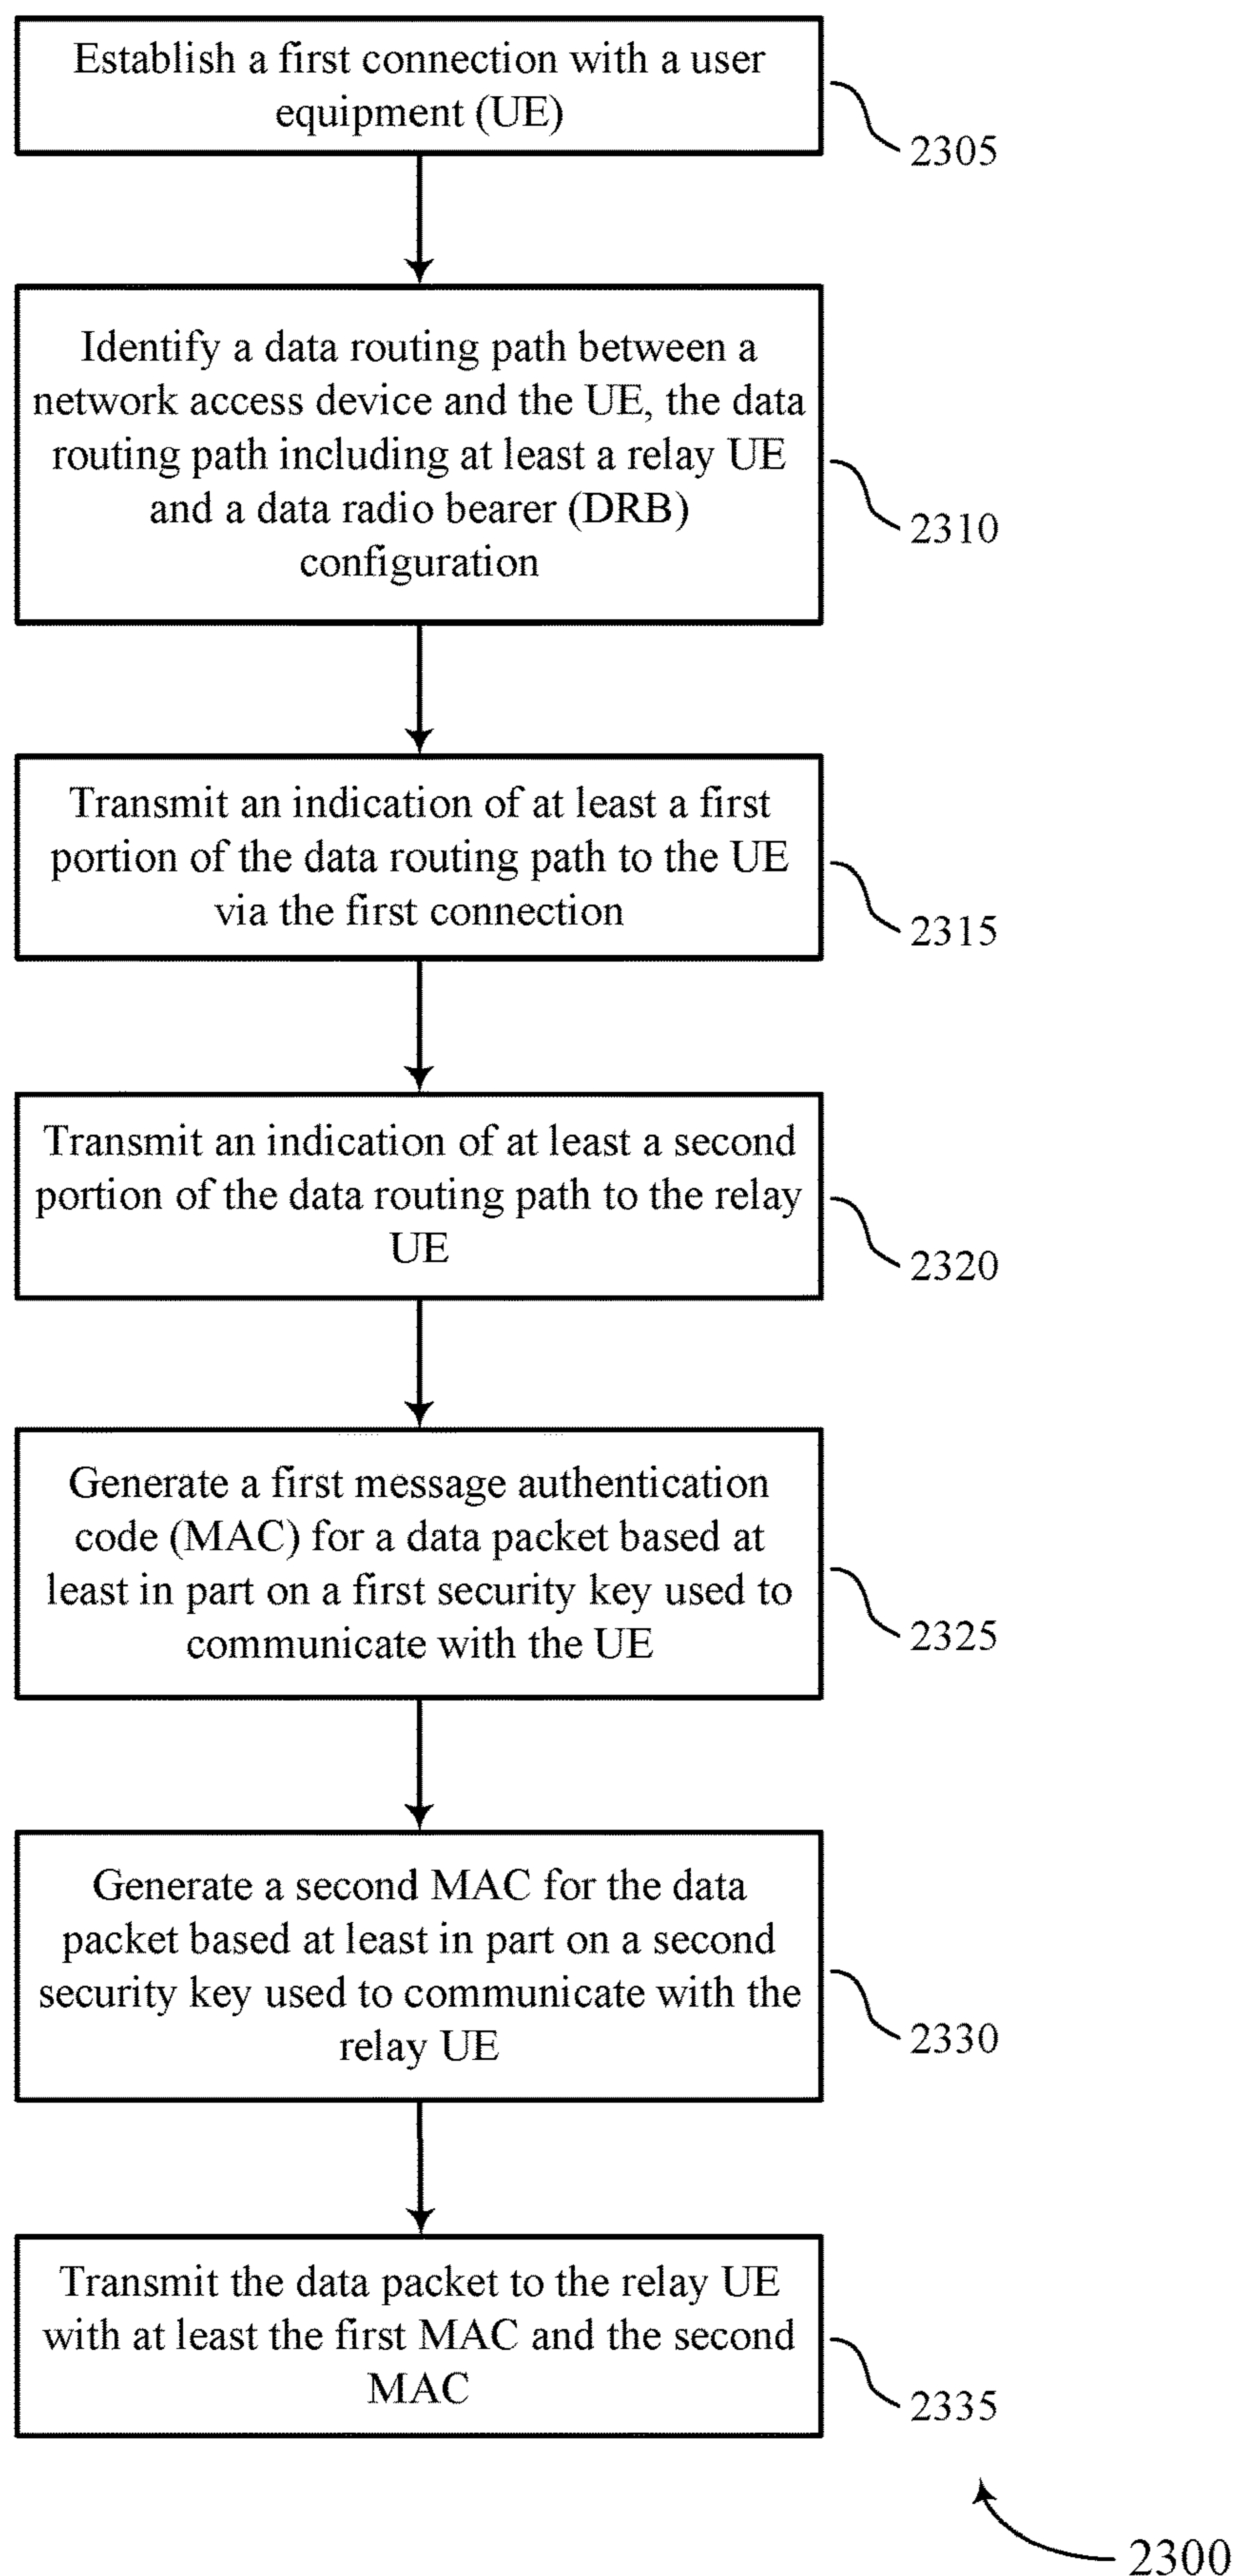 Establish a first connection with a user
equipment (UE)
2305
Identify a data routing path between a
network access device and the UE, the data
routing path including at least a relay UE
and a data radio bearer (DRB)
configuration
2310
Transmit an indication of at least a first
portion of the data routing path to the UE
via the first connection
2315
Transmit an indication of at least a second
portion of the data routing path to the relay
UE
2320
Generate a first message authentication
code (MAC) for a data packet based at
least in part on a first security key used to
communicate with the UE
2325
Generate a second MAC for the data
packet based at least in part on a second
security key used to communicate with the
relay UE
2330
Transmit the data packet to the relay UE
with at least the first MAC and the second
MAC
2335
2300